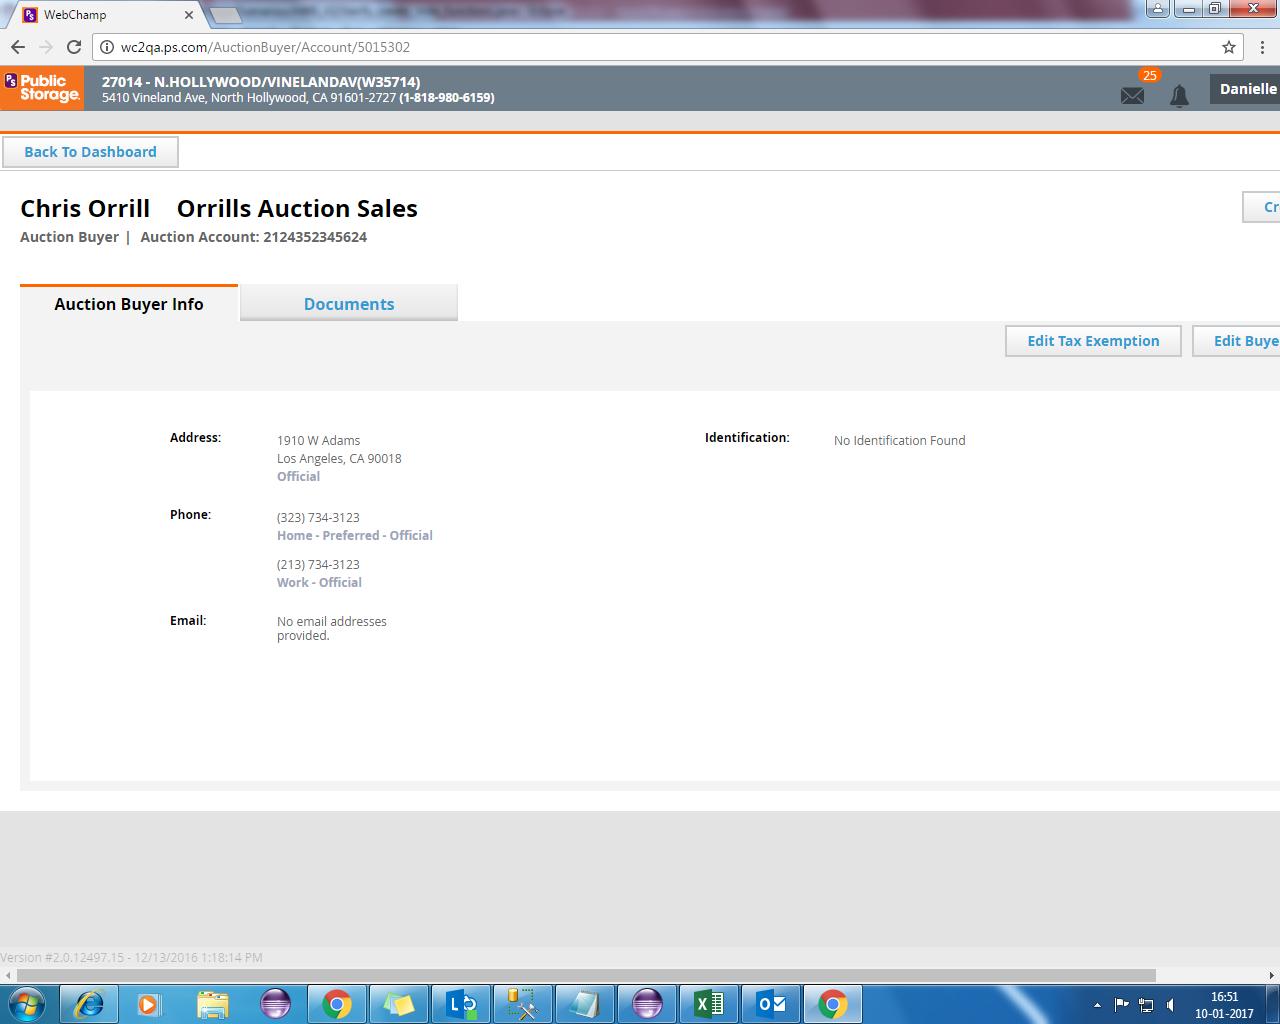 WebChamp
wc2qa.ps.com/AuctionBuyer/Account/5015302
PS Public
Storage.
27014 - N.HOLLYWOOD/VINELANDAV(W35714)
5410 Vineland Ave, North Hollywood, CA 91601-2727 (1-818-980-6159)
25
Danielle
Back To Dashboard
Chris Orrill Orrills Auction Sales
Cr
Auction Buyer | Auction Account: 2124352345624
Auction Buyer Info
Documents
Edit Tax Exemption
Edit Buye
Address:
1910 W Adams
Los Angeles, CA 90018
Official
Identification:
No Identification Found
Phone:
(323) 734-3123
Home - Preferred - Official
(213) 734-3123
Work - Official
Email:
No email addresses
provided.
Version #2.0.12497.15 - 12/13/2016 1:18:14 PM
16:51
10-01-2017